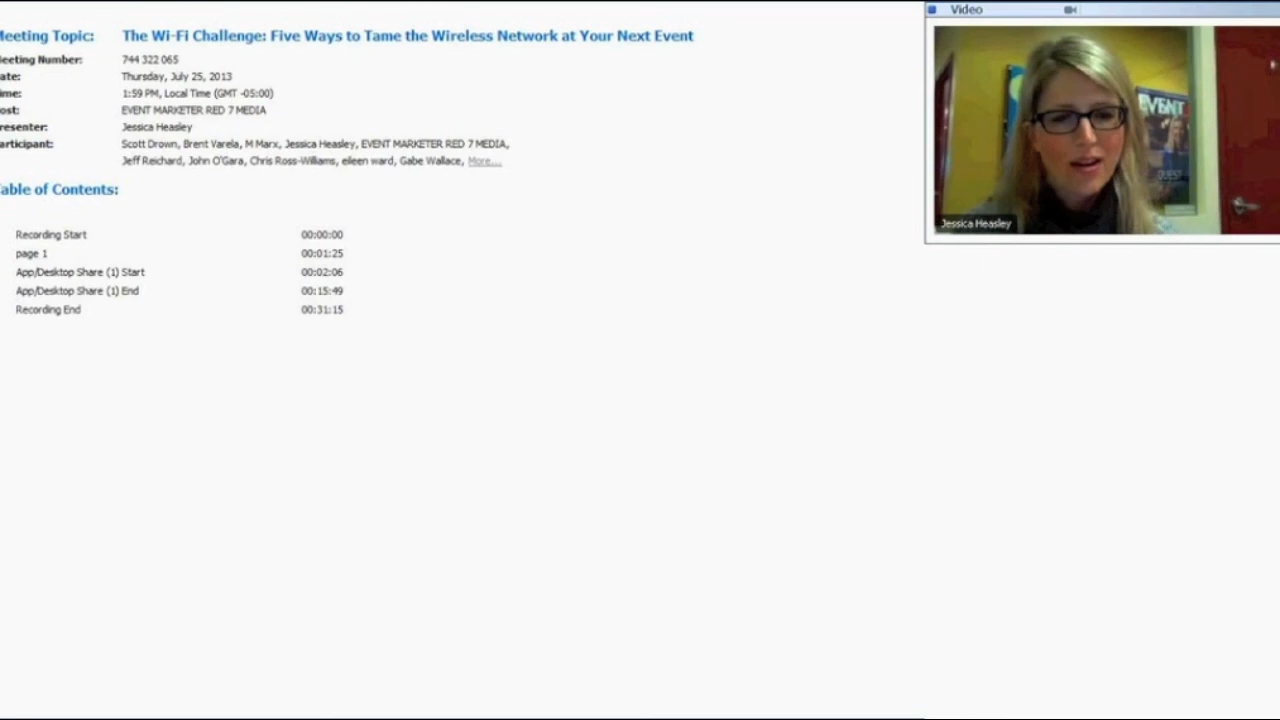 Meeting Topic: The Wi-Fi Challenge: Five Ways to Tame the Wireless Network at Your Next Event
Meeting Number: 744 322 065
ate: Thursday, July 25, 2013
ime: 1:59 PM, Local Time (GMT -05:00)
ost: EVENT MARKETER RED 7 MEDIA
resenter: Jessica Heasley
articipant: Scott Drown, Brent Varela, M Marx, Jessica Heasley, EVENT MARKETER RED 7 MEDIA,
Jeff Reichard, John O'Gara, Chris Ross-Williams, eileen ward, Gabe Wallace, More...
Table of Contents:
Recording Start 00:00:00
page 1 00:01:25
App/Desktop Share (1) Start 00:02:06
App/Desktop Share (1) End 00:15:49
Recording End 00:31:15
Video
EVENT
Jessica Heasley